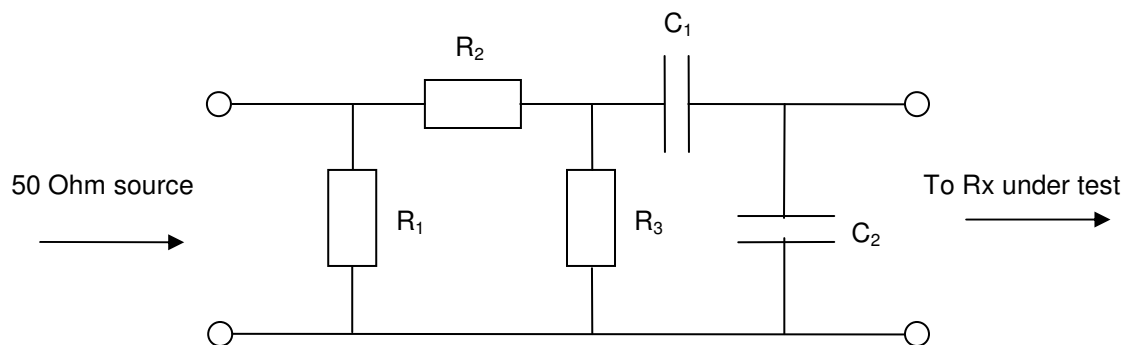 C₁
R₂
50 Ohm source
To Rx under test
R₁
R₃
C₂